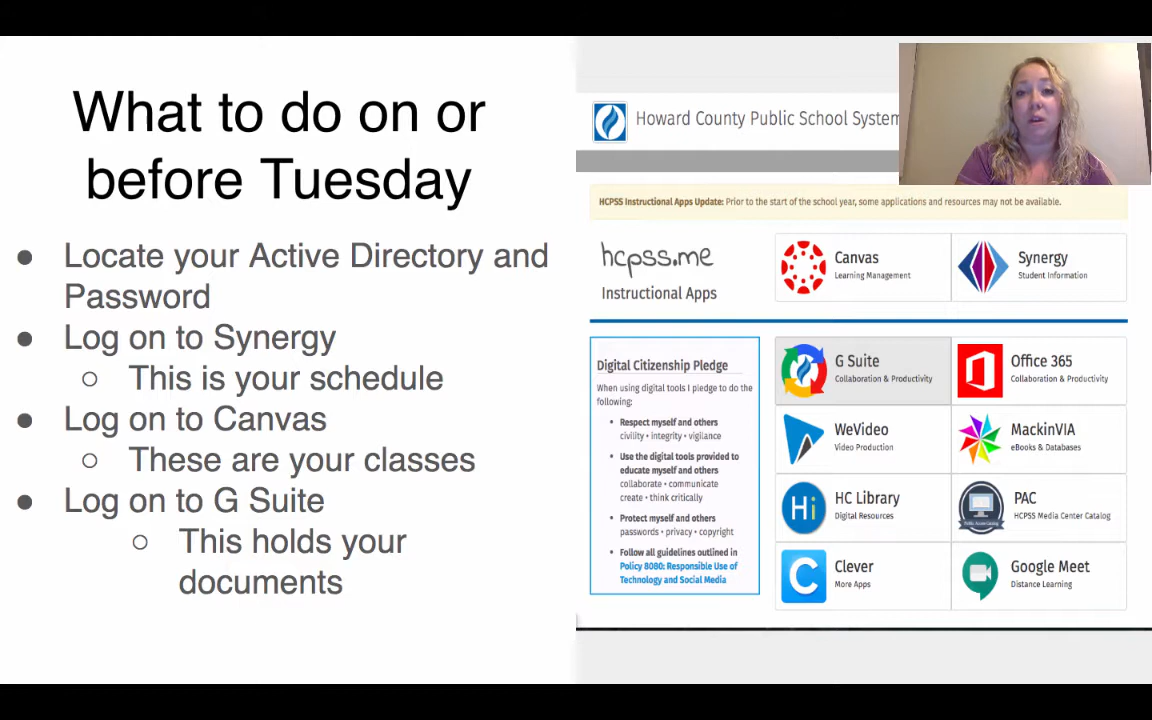 What to do on or
before Tuesday
● Locate your Active Directory and
Password
● Log on to Synergy
○ This is your schedule
● Log on to Canvas
○ These are your classes
● Log on to G Suite
○ This holds your
documents
Howard County Public School System
HCPSS Instructional Apps Update: Prior to the start of the school year, some applications and resources may not be available.
hcpss.me
Instructional Apps
Canvas
Learning Management
Synergy
Student Information
Digital Citizenship Pledge
When using digital tools I pledge to do the
following:
• Respect myself and others
civility • integrity • vigilance
• Use the digital tools provided to
educate myself and others
collaborate • communicate
create • think critically
• Protect myself and others
passwords • privacy • copyright
• Follow all guidelines outlined in
Policy 8080: Responsible Use of
Technology and Social Media
G Suite
Collaboration & Productivity
Office 365
Collaboration & Productivity
WeVideo
Video Production
MackinVIA
eBooks & Databases
Hi
HC Library
Digital Resources
PAC
HCPSS Media Center Catalog
C
Clever
More Apps
Google Meet
Distance Learning